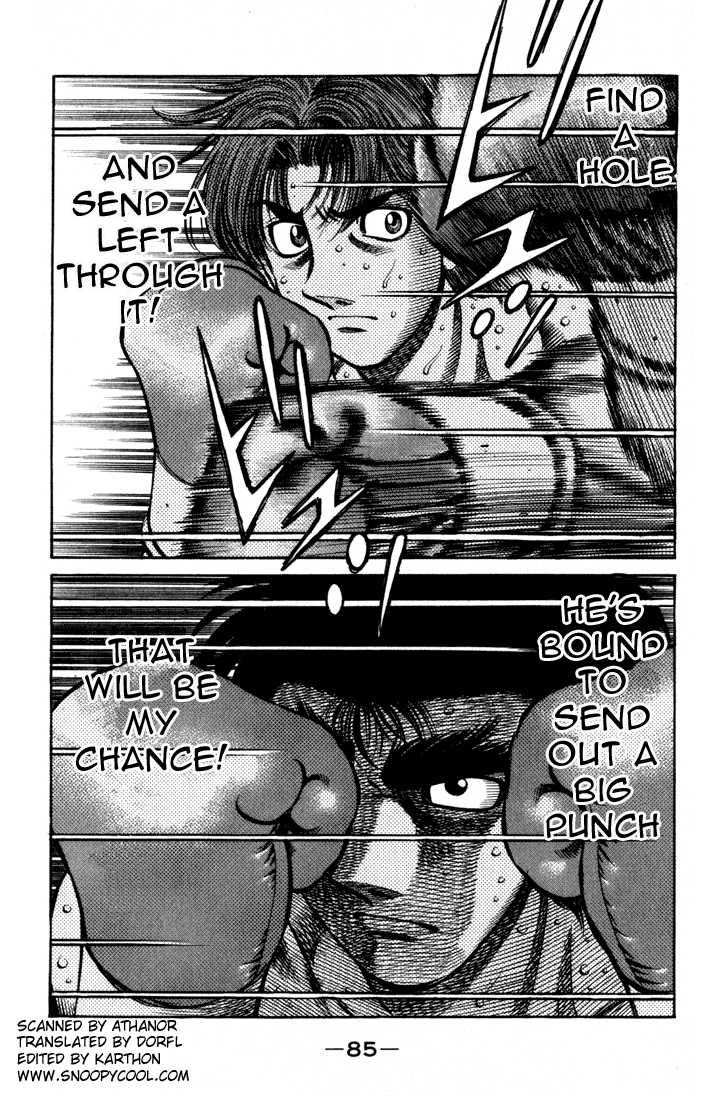 FIND
A
HOLE
AND
SEND A
LEFT
THROUGH
IT!
HE'S
BOUND
TO
SEND
OUT A
BIG
PUNCH
THAT
WILL BE
MY
CHANCE!
SCANNED BY ATHANOR
TRANSLATED BY DORFL
EDITED BY KARTHON
WWW.SNOOPYCOOL.COM
—85—